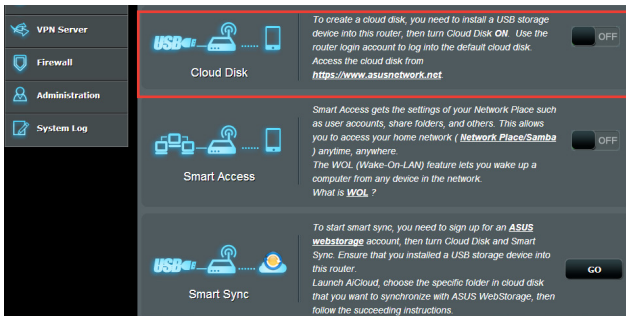 VPN Server
Firewall
Administration
System Log
USB
Cloud Disk
To create a cloud disk, you need to install a USB storage
device into this router, then turn Cloud Disk ON. Use the
router login account to log into the default cloud disk.
Access the cloud disk from
https://www.asusnetwork.net.
OFF
Smart Access
Smart Access gets the settings of your Network Place such
as user accounts, share folders, and others. This allows
you to access your home network ( Network Place/Samba
) anytime, anywhere.
The WOL (Wake-On-LAN) feature lets you wake up a
computer from any device in the network.
What is WOL ?
OFF
USB
Smart Sync
To start smart sync, you need to sign up for an ASUS
webstorage account, then turn Cloud Disk and Smart
Sync. Ensure that you installed a USB storage device into
this router.
Launch AiCloud, choose the specific folder in cloud disk
that you want to synchronize with ASUS WebStorage, then
follow the succeeding instructions.
GO